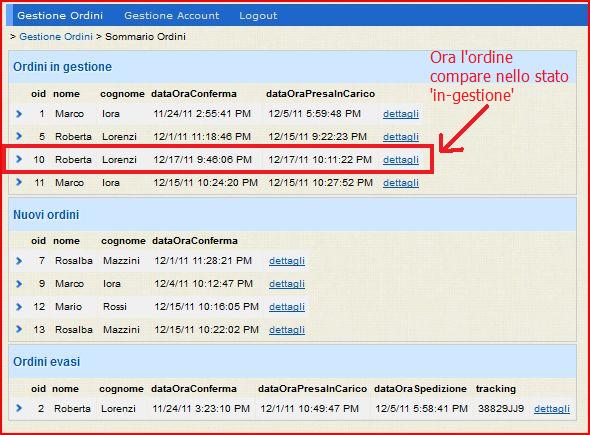 Gestione Ordini Gestione Account Logout
> Gestione Ordini > Sommario Ordini
Ora l'ordine
compare nello stato
'in-gestione'
Ordini in gestione
oid nome cognome dataOraConferma dataOraPresaInCarico
1 Marco Iora 11/24/11 2:55:41 PM 12/5/11 5:59:48 PM dettagli
5 Roberta Lorenzi 12/1/11 11:18:46 PM 12/15/11 9:22:23 PM dettagli
10 Roberta Lorenzi 12/17/11 9:46:06 PM 12/17/11 10:11:22 PM dettagli
11 Marco iora 12/15/11 10:24:20 PM 12/15/11 10:27:52 PM dettagli
Nuovi ordini
oid nome cognome dataOraConferma
7 Rosalba Mazzini 12/1/11 11:28:21 PM dettagli
9 Marco Iora 12/4/11 10:12:47 PM dettagli
12 Mario Rossi 12/15/11 10:16:05 PM dettagli
13 Rosalba Mazzini 12/15/11 10:22:02 PM dettagli
Ordini evasi
oid nome cognome dataOraConferma dataOraPresaInCarico dataOraSpedizione tracking
2 Roberta Lorenzi 11/24/11 3:23:10 PM 12/1/11 10:49:47 PM 12/5/11 5:58:41 PM 38829JJ9 dettagli